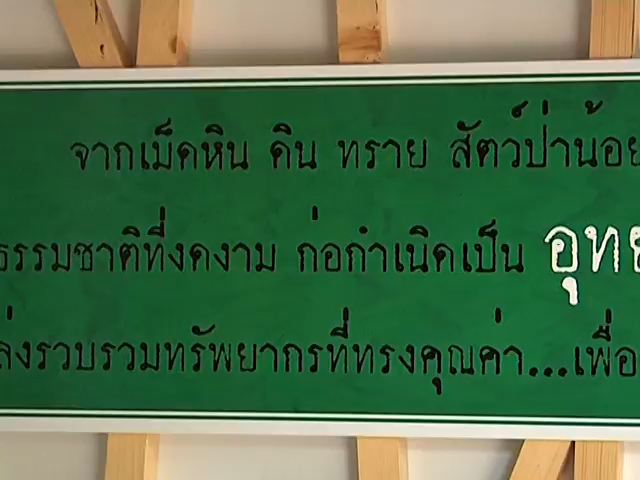 จากเม็ดหิน ดิน ทราย สัตว์ป่าน้อย
ธรรมชาติที่งดงาม ก่อกำเนิดเป็น อุทย
ล่งรวบรวมทรัพยากรที่ทรงคุณค่า...เพื่อ